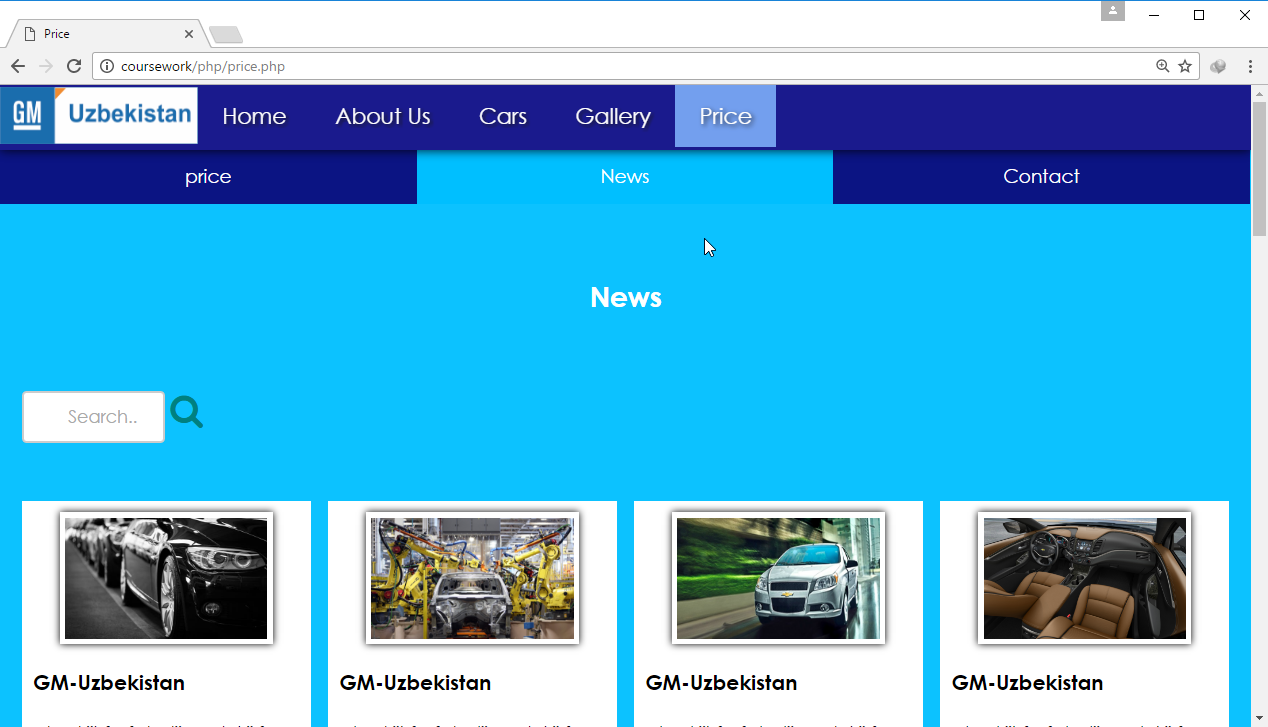 Price
coursework/php/price.php
GM Uzbekistan Home About Us Cars Gallery Price
price News Contact
News
Search..
GM-Uzbekistan GM-Uzbekistan GM-Uzbekistan GM-Uzbekistan